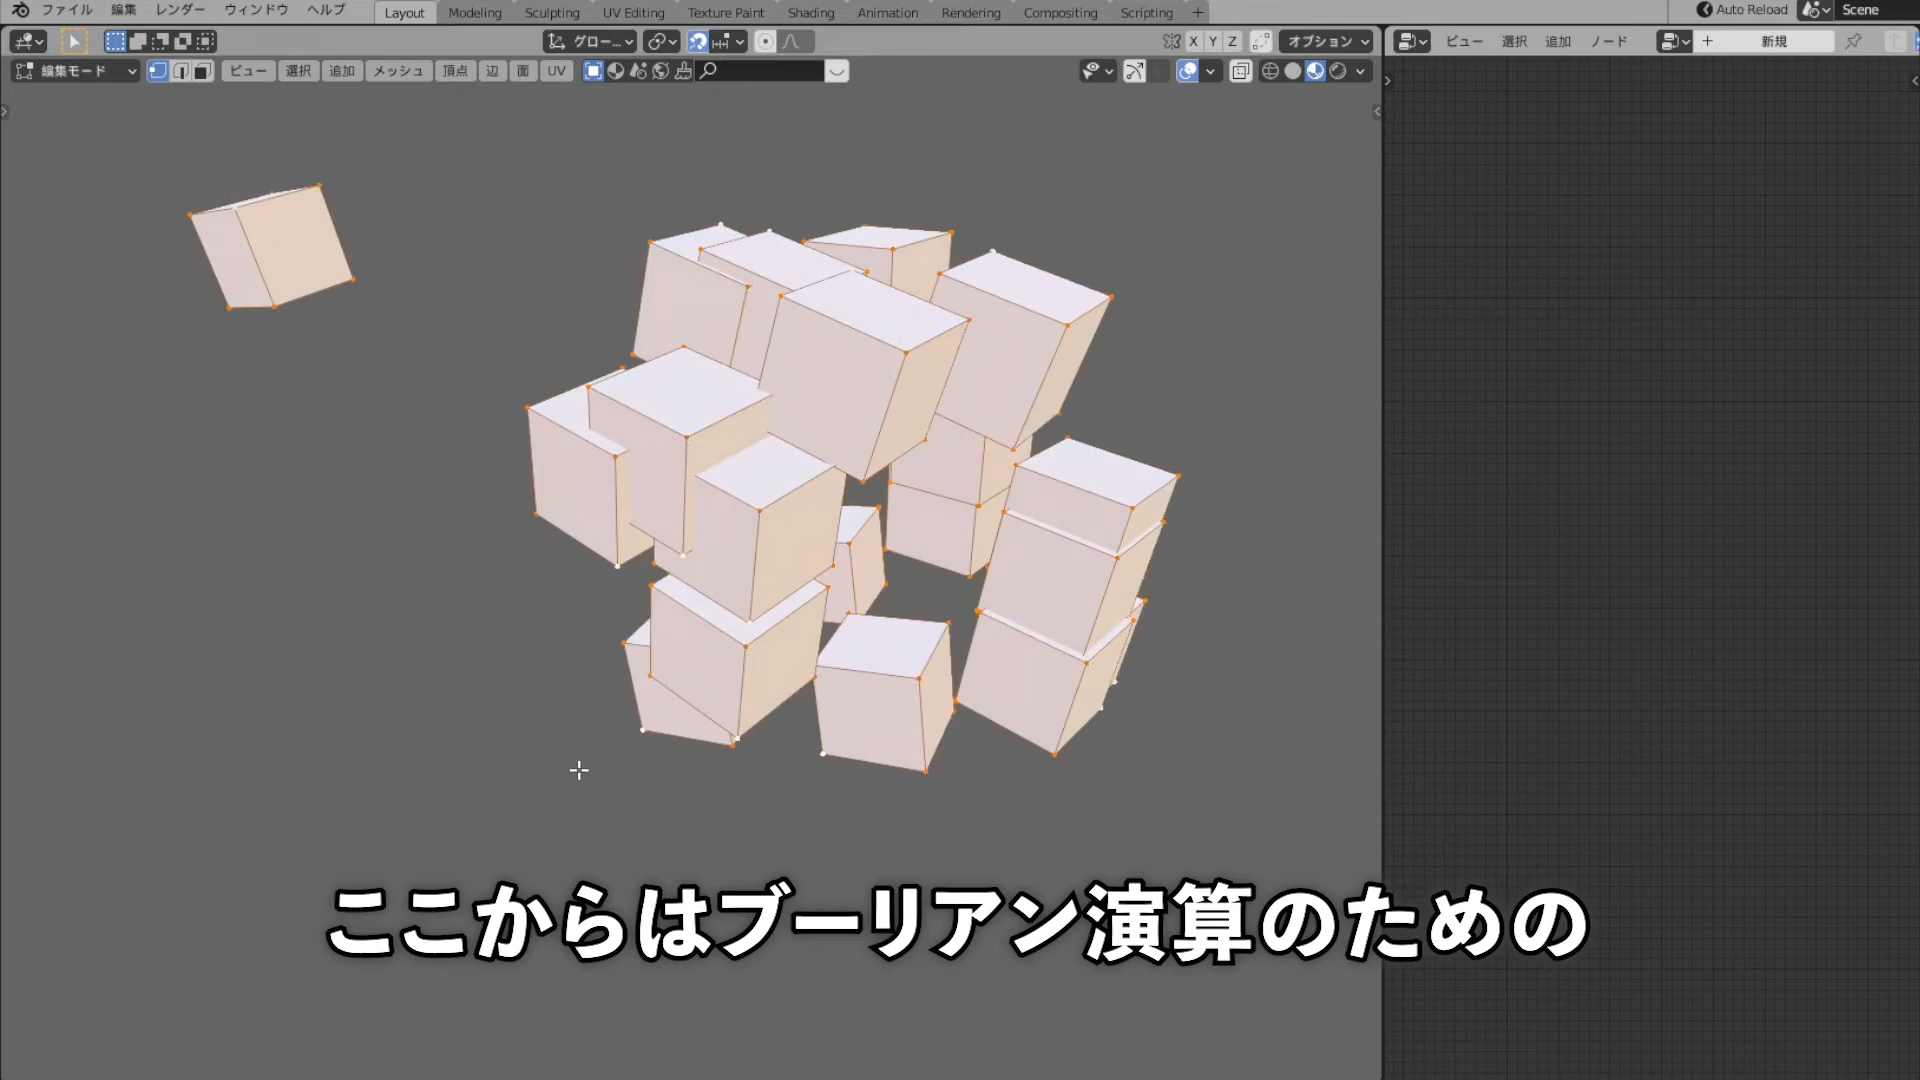 ファイル 編集 レンダー ウィンドウ ヘルプ Layout Modeling Sculpting UV Editing Texture Paint Shading Animation Rendering Compositing Scripting + Auto Reload Scene
グロー... X Y Z オプション ビュー 選択 追加 ノード + 新規
編集モード ビュー 選択 追加 メッシュ 頂点 辺 面 UV
ここからはブーリアン演算のための